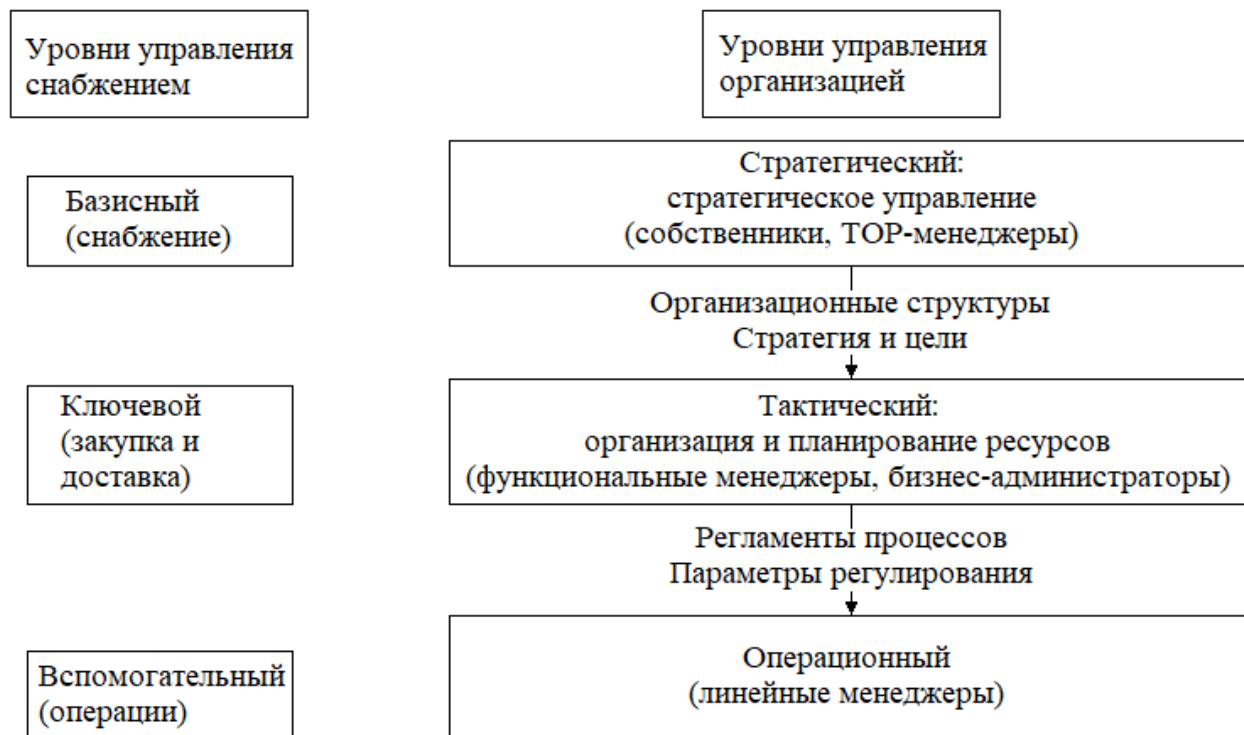 Уровни управления
снабжением
Уровни управления
организацией
Базисный
(снабжение)
Стратегический:
стратегическое управление
(собственники, ТОР-менеджеры)
Организационные структуры
Стратегия и цели
Ключевой
(закупка и
доставка)
Тактический:
организация и планирование ресурсов
(функциональные менеджеры, бизнес-администраторы)
Регламенты процессов
Параметры регулирования
Вспомогательный
(операции)
Операционный
(линейные менеджеры)